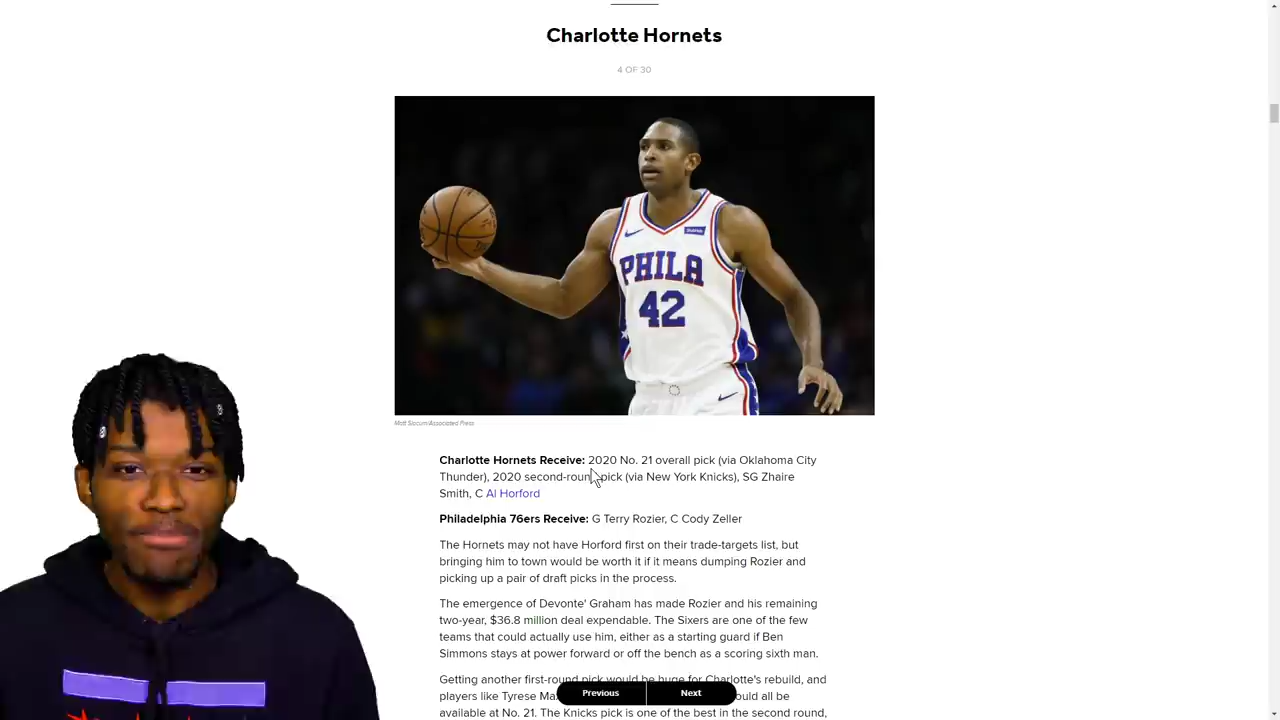 Charlotte Hornets
4 OF 30
PHILA
42
Matt Slocum/Associated Press
Charlotte Hornets Receive: 2020 No. 21 overall pick (via Oklahoma City
Thunder), 2020 second-round pick (via New York Knicks), SG Zhaire
Smith, C Al Horford
Philadelphia 76ers Receive: G Terry Rozier, C Cody Zeller
The Hornets may not have Horford first on their trade-targets list, but
bringing him to town would be worth it if it means dumping Rozier and
picking up a pair of draft picks in the process.
The emergence of Devonte' Graham has made Rozier and his remaining
two-year, $36.8 million deal expendable. The Sixers are one of the few
teams that could actually use him, either as a starting guard if Ben
Simmons stays at power forward or off the bench as a scoring sixth man.
Getting another first-round pick would be huge for Charlotte's rebuild, and
players like Tyrese all be
Previous Next
available at No. 21. The Knicks pick is one of the best in the second round,